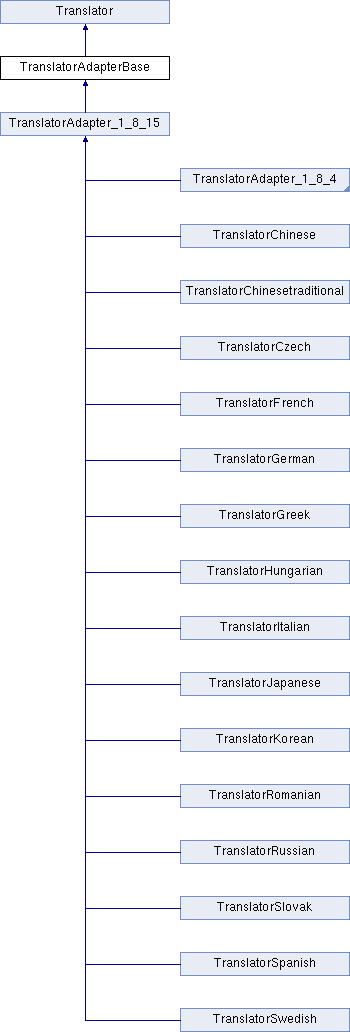 Translator
TranslatorAdapterBase
TranslatorAdapter_1_8_15
TranslatorAdapter_1_8_4
TranslatorChinese
TranslatorChinesetraditional
TranslatorCzech
TranslatorFrench
TranslatorGerman
TranslatorGreek
TranslatorHungarian
TranslatorItalian
TranslatorJapanese
TranslatorKorean
TranslatorRomanian
TranslatorRussian
TranslatorSlovak
TranslatorSpanish
TranslatorSwedish